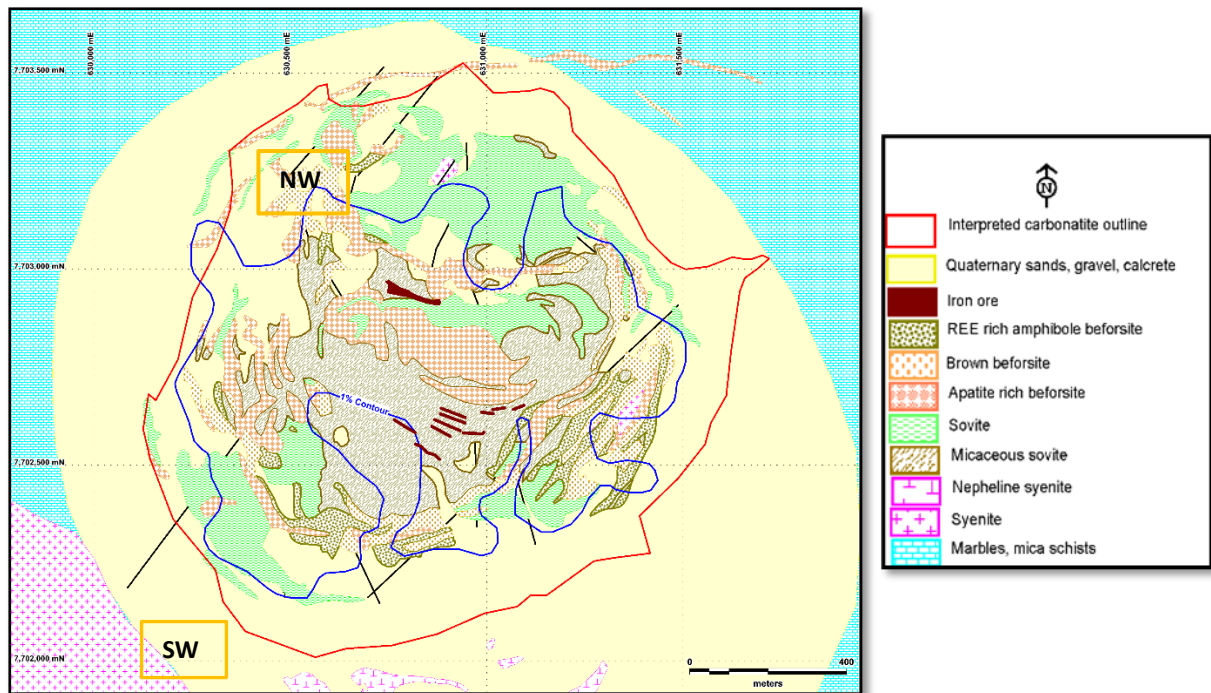 630,000 mE
630,500 mE
631,000 mE
631,500 mE
7,703,500 mN
NW
7,703,000 mN
1% Contour
7,702,500 mN
SW
7,702,000 mN
0
400
meters
N
Interpreted carbonatite outline
Quaternary sands, gravel, calcrete
Iron ore
REE rich amphibole beforsite
Brown beforsite
Apatite rich beforsite
Sovite
Micaceous sovite
Nepheline syenite
Syenite
Marbles, mica schists